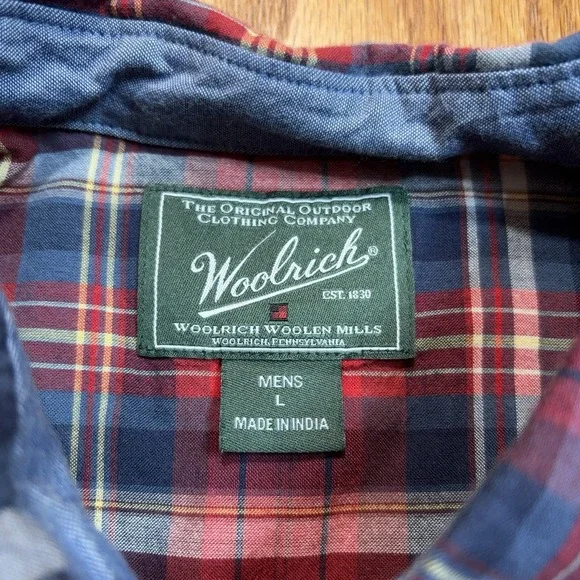 THE ORIGINAL OUTDOOR
CLOTHING COMPANY
Woolrich®
EST. 1830
WOOLRICH WOOLEN MILLS
WOOLRICH, PENNSYLVANIA
MENS
L
MADE IN INDIA